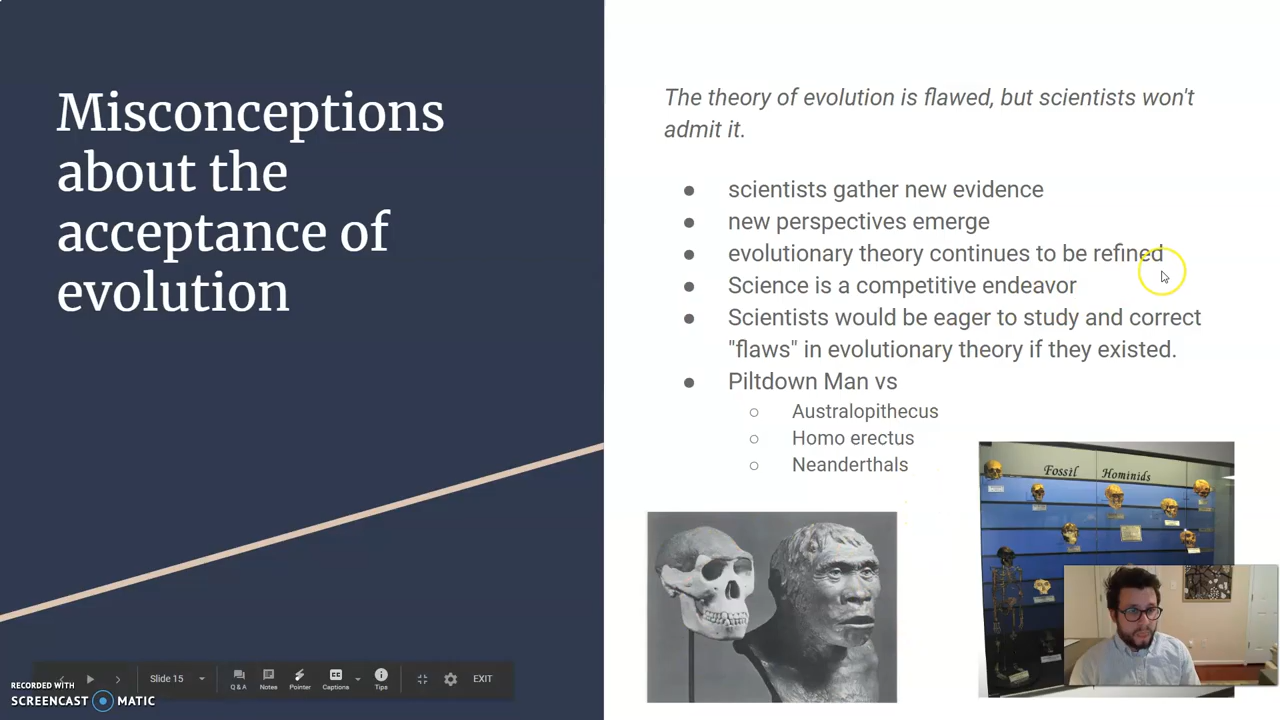 Misconceptions
about the
acceptance of
evolution
The theory of evolution is flawed, but scientists won't
admit it.
● scientists gather new evidence
● new perspectives emerge
● evolutionary theory continues to be refined
● Science is a competitive endeavor
● Scientists would be eager to study and correct
"flaws" in evolutionary theory if they existed.
● Piltdown Man vs
○ Australopithecus
○ Homo erectus
○ Neanderthals
Fossil Hominids
Slide 15
Q & A
Notes
Pointer
Captions
Tips
EXIT
RECORDED WITH
SCREENCAST MATIC